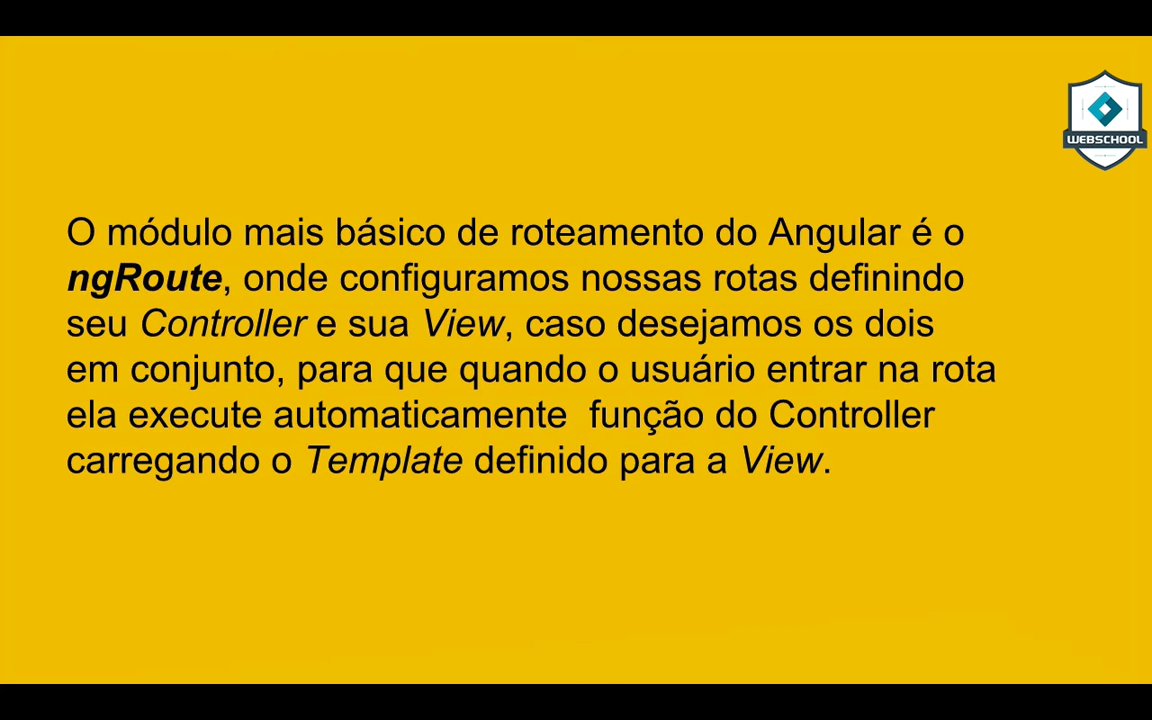 WEBSCHOOL
O módulo mais básico de roteamento do Angular é o
ngRoute, onde configuramos nossas rotas definindo
seu Controller e sua View, caso desejamos os dois
em conjunto, para que quando o usuário entrar na rota
ela execute automaticamente  função do Controller
carregando o Template definido para a View.